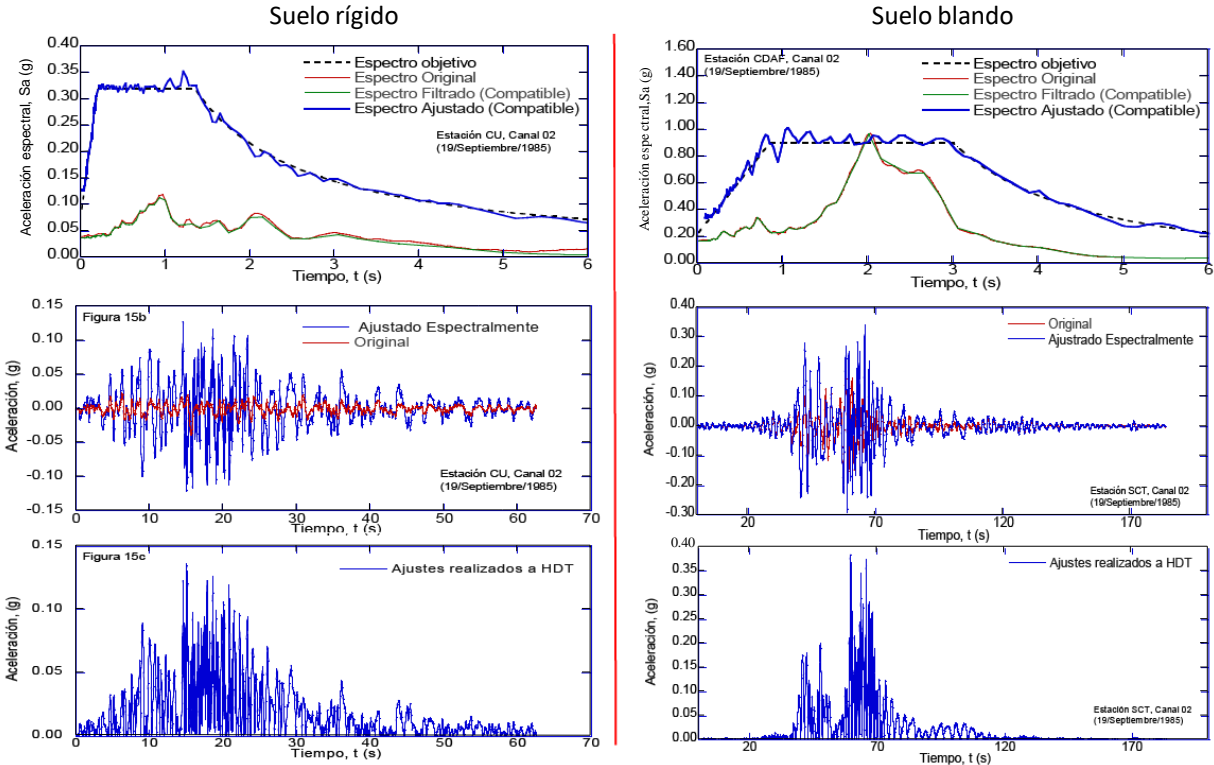 Suelo rígido
Aceleración espectral, Sa (g)
0.40
0.35
0.30
0.25
0.20
0.15
0.10
0.05
0.00
Espectro objetivo
Espectro Original
Espectro Filtrado (Compatible)
Espectro Ajustado (Compatible)
Estación CU, Canal 02
(19/Septiembre/1985)
0 1 2 3 4 5 6
Tiempo, t (s)
Aceleración, (g)
0.15
0.10
0.05
0.00
-0.05
-0.10
-0.15
Figura 15b
Ajustado Espectralmente
Original
Estación CU, Canal 02
(19/Septiembre/1985)
0 10 20 30 40 50 60 70
Tiempo, t (s)
Aceleración, (g)
0.15
0.10
0.05
0.00
Figura 15c
Ajustes realizados a HDT
0 10 20 30 40 50 60 70
Tiempo, t (s)
Suelo blando
Aceleración espectral,Sa (g)
1.60
1.40
1.20
1.00
0.80
0.60
0.40
0.20
0.00
Estación CDAF, Canal 02
(19/Septiembre/1985)
Espectro objetivo
Espectro Original
Espectro Filtrado (Compatible)
Espectro Ajustado (Compatible)
0 1 2 3 4 5 6
Tiempo, t (s)
Aceleración, (g)
0.40
0.30
0.20
0.10
0.00
-0.10
-0.20
-0.30
Original
Ajustrado Espectralmente
Estación SCT, Canal 02
(19/Septiembre/1985)
20 70 120 170
Tiempo, t (s)
Aceleración, (g)
0.40
0.35
0.30
0.25
0.20
0.15
0.10
0.05
0.00
Ajustes realizados a HDT
Estación SCT, Canal 02
(19/Septiembre/1985)
20 70 120 170
Tiempo, t (s)